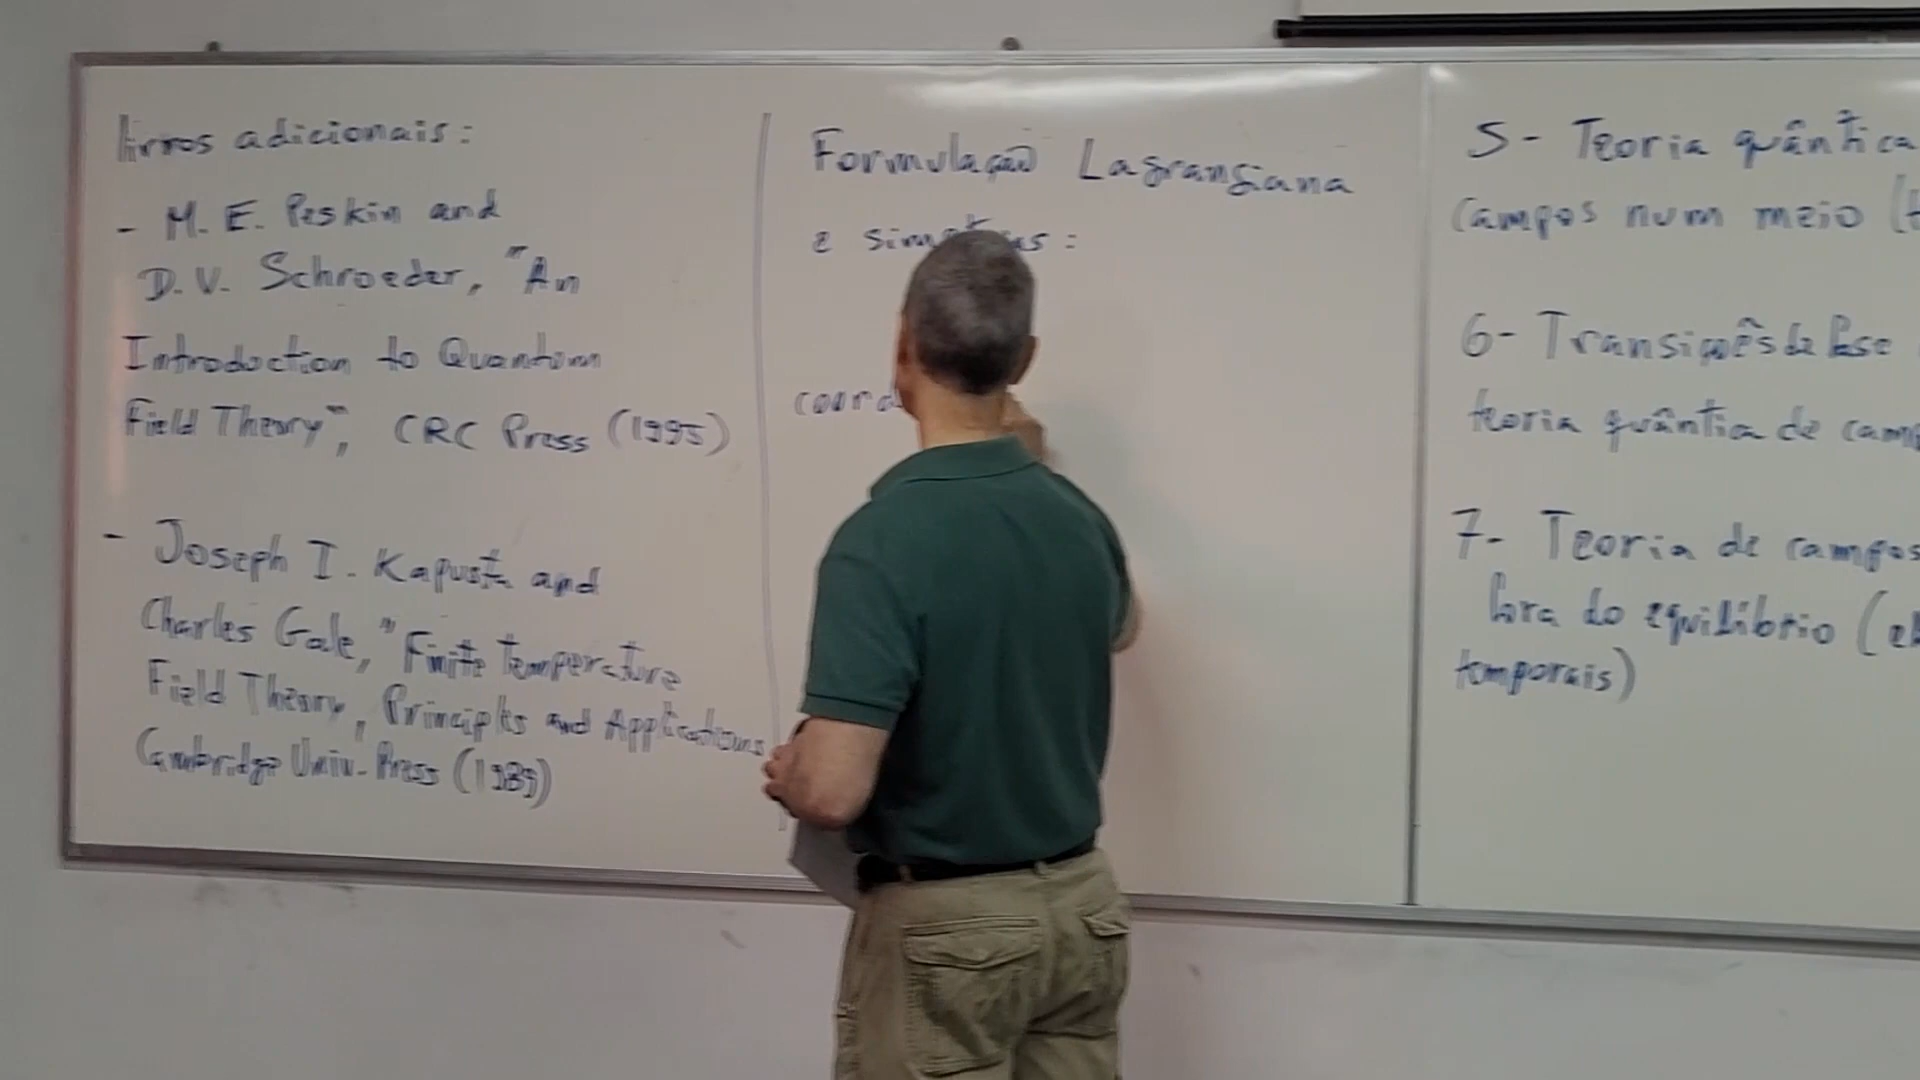 livros adicionais:
- M. E. Peskin and
D. V. Schroeder, "An
Introduction to Quantum
Field Theory", CRC Press (1995)
- Joseph I. Kapusta and
Charles Gale, "Finite temperature
Field Theory, Principles and Applications
Cambridge Univ. Press (1989)
Formulação Lagrangiana
e
5- Teoria quântica
campos num meio (
6- Transições de fase
teoria quântica de
7- Teoria de campos
fora do equilíbrio (
temporais)